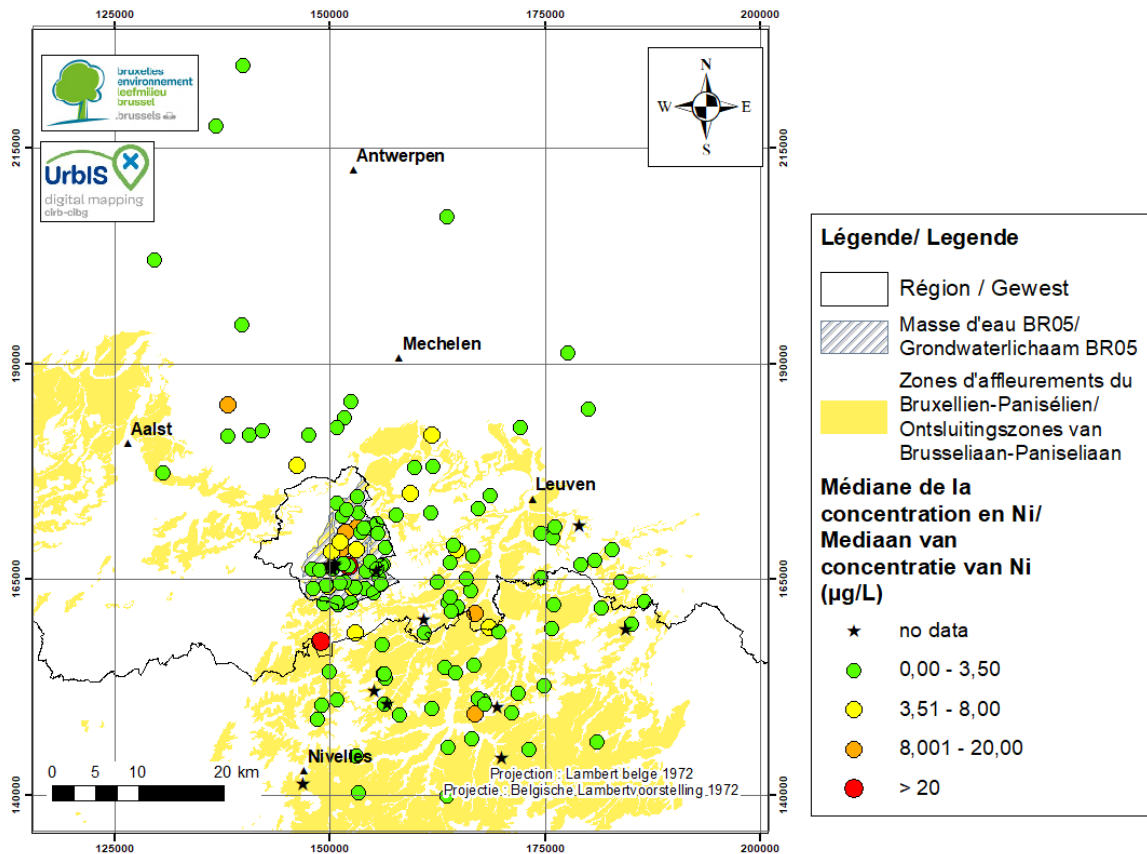 125000 150000 175000 200000
bruxelles
environnement
leefmilieu
brussel
.brussels
UrbIS
digital mapping
cirb-cibg
N
W E
S
215000 215000
Antwerpen
190000 190000
Mechelen
Aalst
Leuven
165000 165000
Nivelles
0 5 10 20 km
Projection : Lambert belge 1972
Projectie : Belgische Lambertvoorstelling 1972
140000 140000
125000 150000 175000 200000
Légende/ Legende
Région / Gewest
Masse d'eau BR05/
Grondwaterlichaam BR05
Zones d'affleurements du
Bruxellien-Panisélien/
Ontsluitingszones van
Brusseliaan-Paniseliaan
Médiane de la
concentration en Ni/
Mediaan van
concentratie van Ni
(µg/L)
no data
0,00 - 3,50
3,51 - 8,00
8,001 - 20,00
> 20